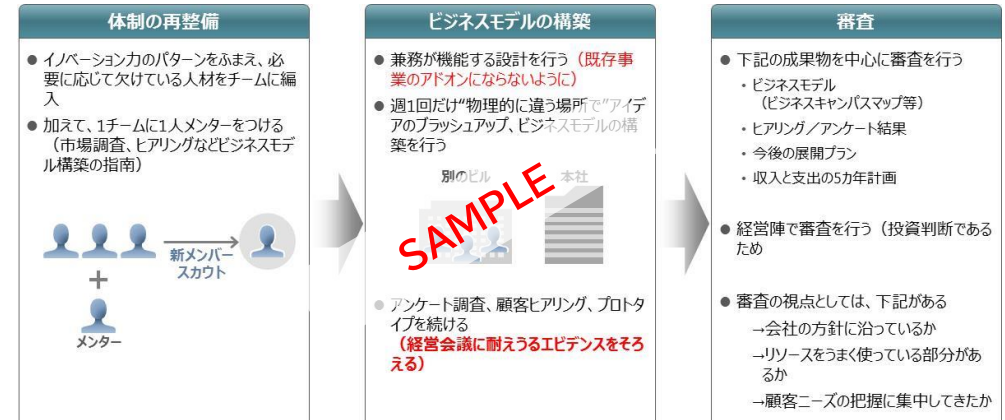 体制の再整備
● イノベーション力のパターンをふまえ、必
要に応じて欠けている人材をチームに編
入
● 加えて、1チームに1人メンターをつける
（市場調査、ヒアリングなどビジネスモデ
ル構築の指南）
新メンバー
スカウト
＋
メンター
ビジネスモデルの構築
● 兼務が機能する設計を行う（既存事
業のアドオンにならないように）
● 週1回だけ"物理的に違う場所で"アイデ
アのブラッシュアップ、ビジネスモデルの構
築を行う
別のビル
本社
SAMPLE
● アンケート調査、顧客ヒアリング、プロトタ
イプを続ける
（経営会議に耐えうるエビデンスをそろ
える）
審査
● 下記の成果物を中心に審査を行う
・ビジネスモデル
（ビジネスキャンパスマップ等）
・ヒアリング／アンケート結果
・今後の展開プラン
・収入と支出の5カ年計画
● 経営陣で審査を行う（投資判断である
ため
● 審査の視点としては、下記がある
→会社の方針に沿っているか
→リソースをうまく使っている部分があ
るか
→顧客ニーズの把握に集中してきたか